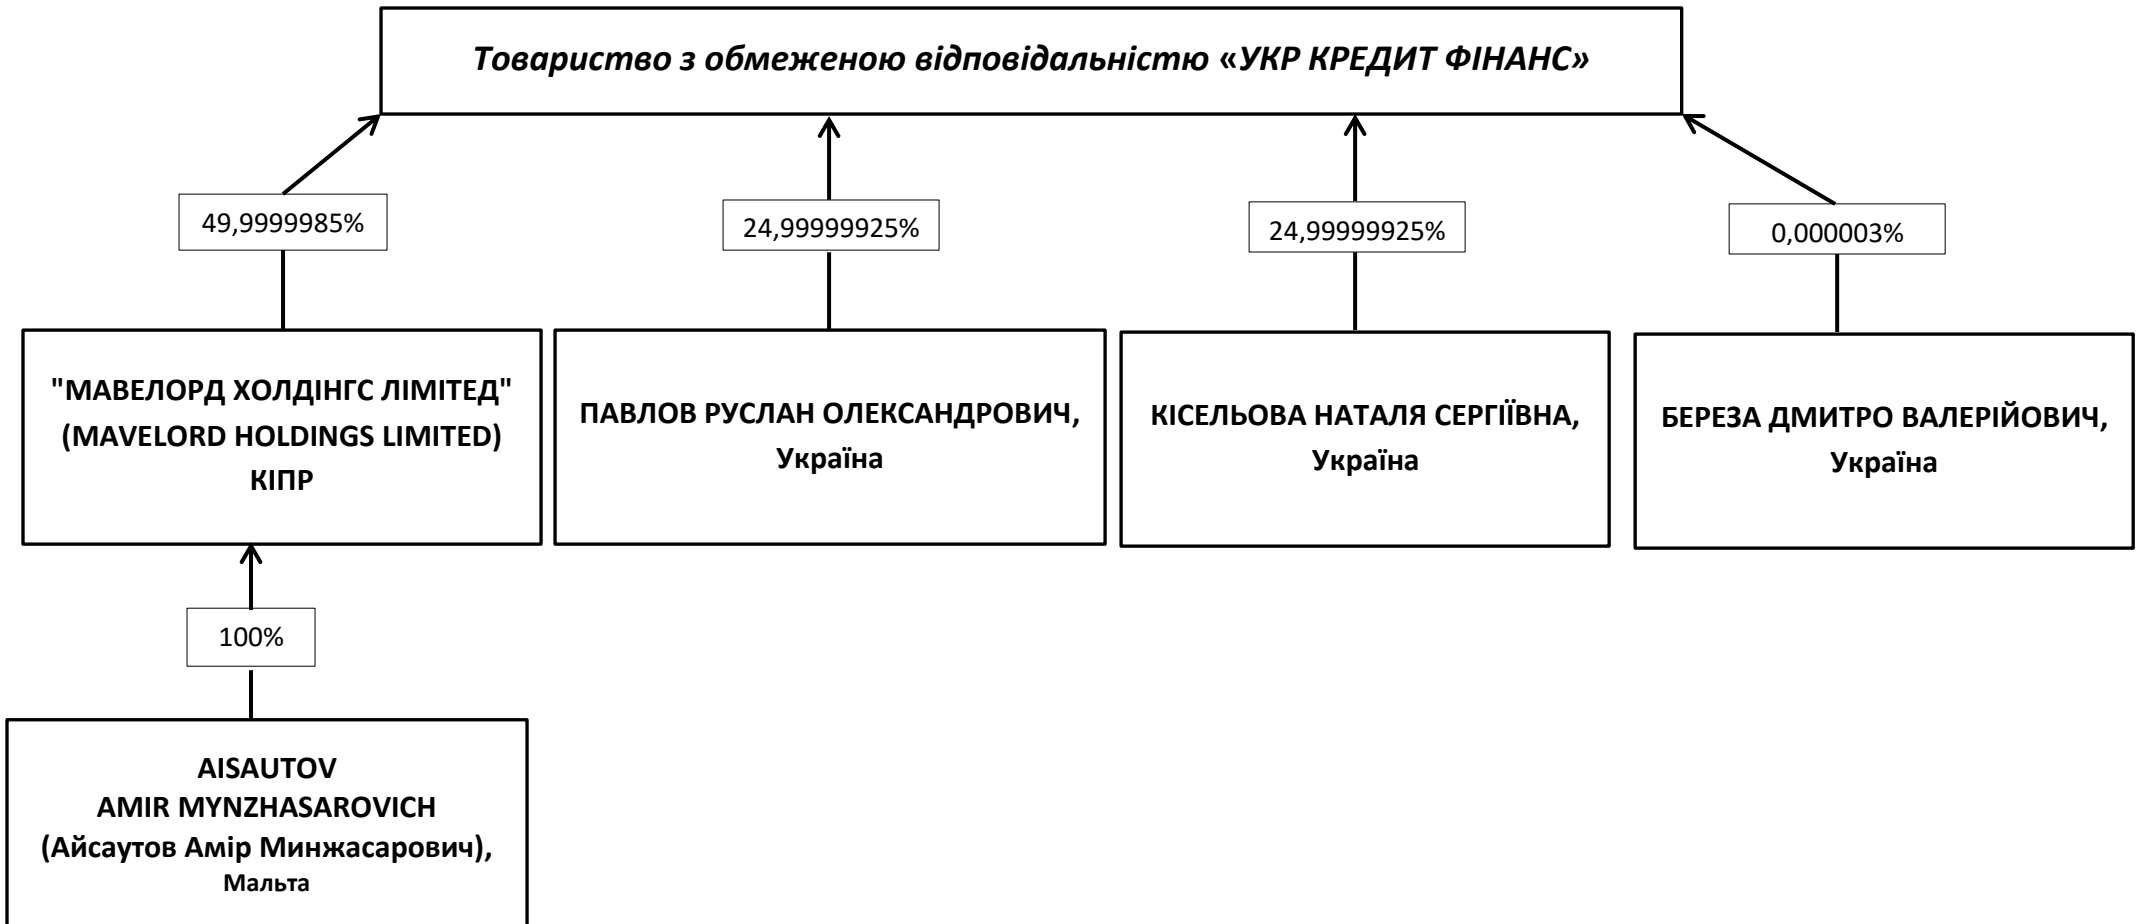 Товариство з обмеженою відповідальністю «УКР КРЕДИТ ФІНАНС»
49,9999985%
24,99999925%
24,99999925%
0,000003%
"МАВЕЛОРД ХОЛДІНГС ЛІМІТЕД"
(MAVELORD HOLDINGS LIMITED)
КІПР
ПАВЛОВ РУСЛАН ОЛЕКСАНДРОВИЧ,
Україна
КІСЕЛЬОВА НАТАЛЯ СЕРГІЇВНА,
Україна
БЕРЕЗА ДМИТРО ВАЛЕРІЙОВИЧ,
Україна
100%
AISAUTOV
AMIR MYNZHASAROVICH
(Айсаутов Амір Минжасарович),
Мальта